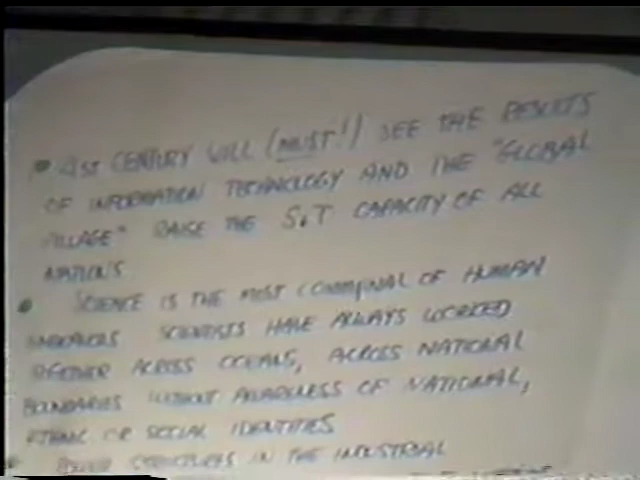 • 21ST CENTURY WILL (MUST!) SEE THE RESULTS
OF INFORMATION TECHNOLOGY AND THE "GLOBAL
VILLAGE" RAISE THE S&T CAPACITY OF ALL
NATIONS
• SCIENCE IS THE MOST COMMUNAL OF HUMAN
ENDEAVORS SCIENTISTS HAVE ALWAYS WORKED
TOGETHER ACROSS OCEANS, ACROSS NATIONAL
BOUNDARIES WITHOUT AWARENESS OF NATIONAL,
ETHNIC OR SOCIAL IDENTITIES
STRUCTURES IN THE INDUSTRIAL